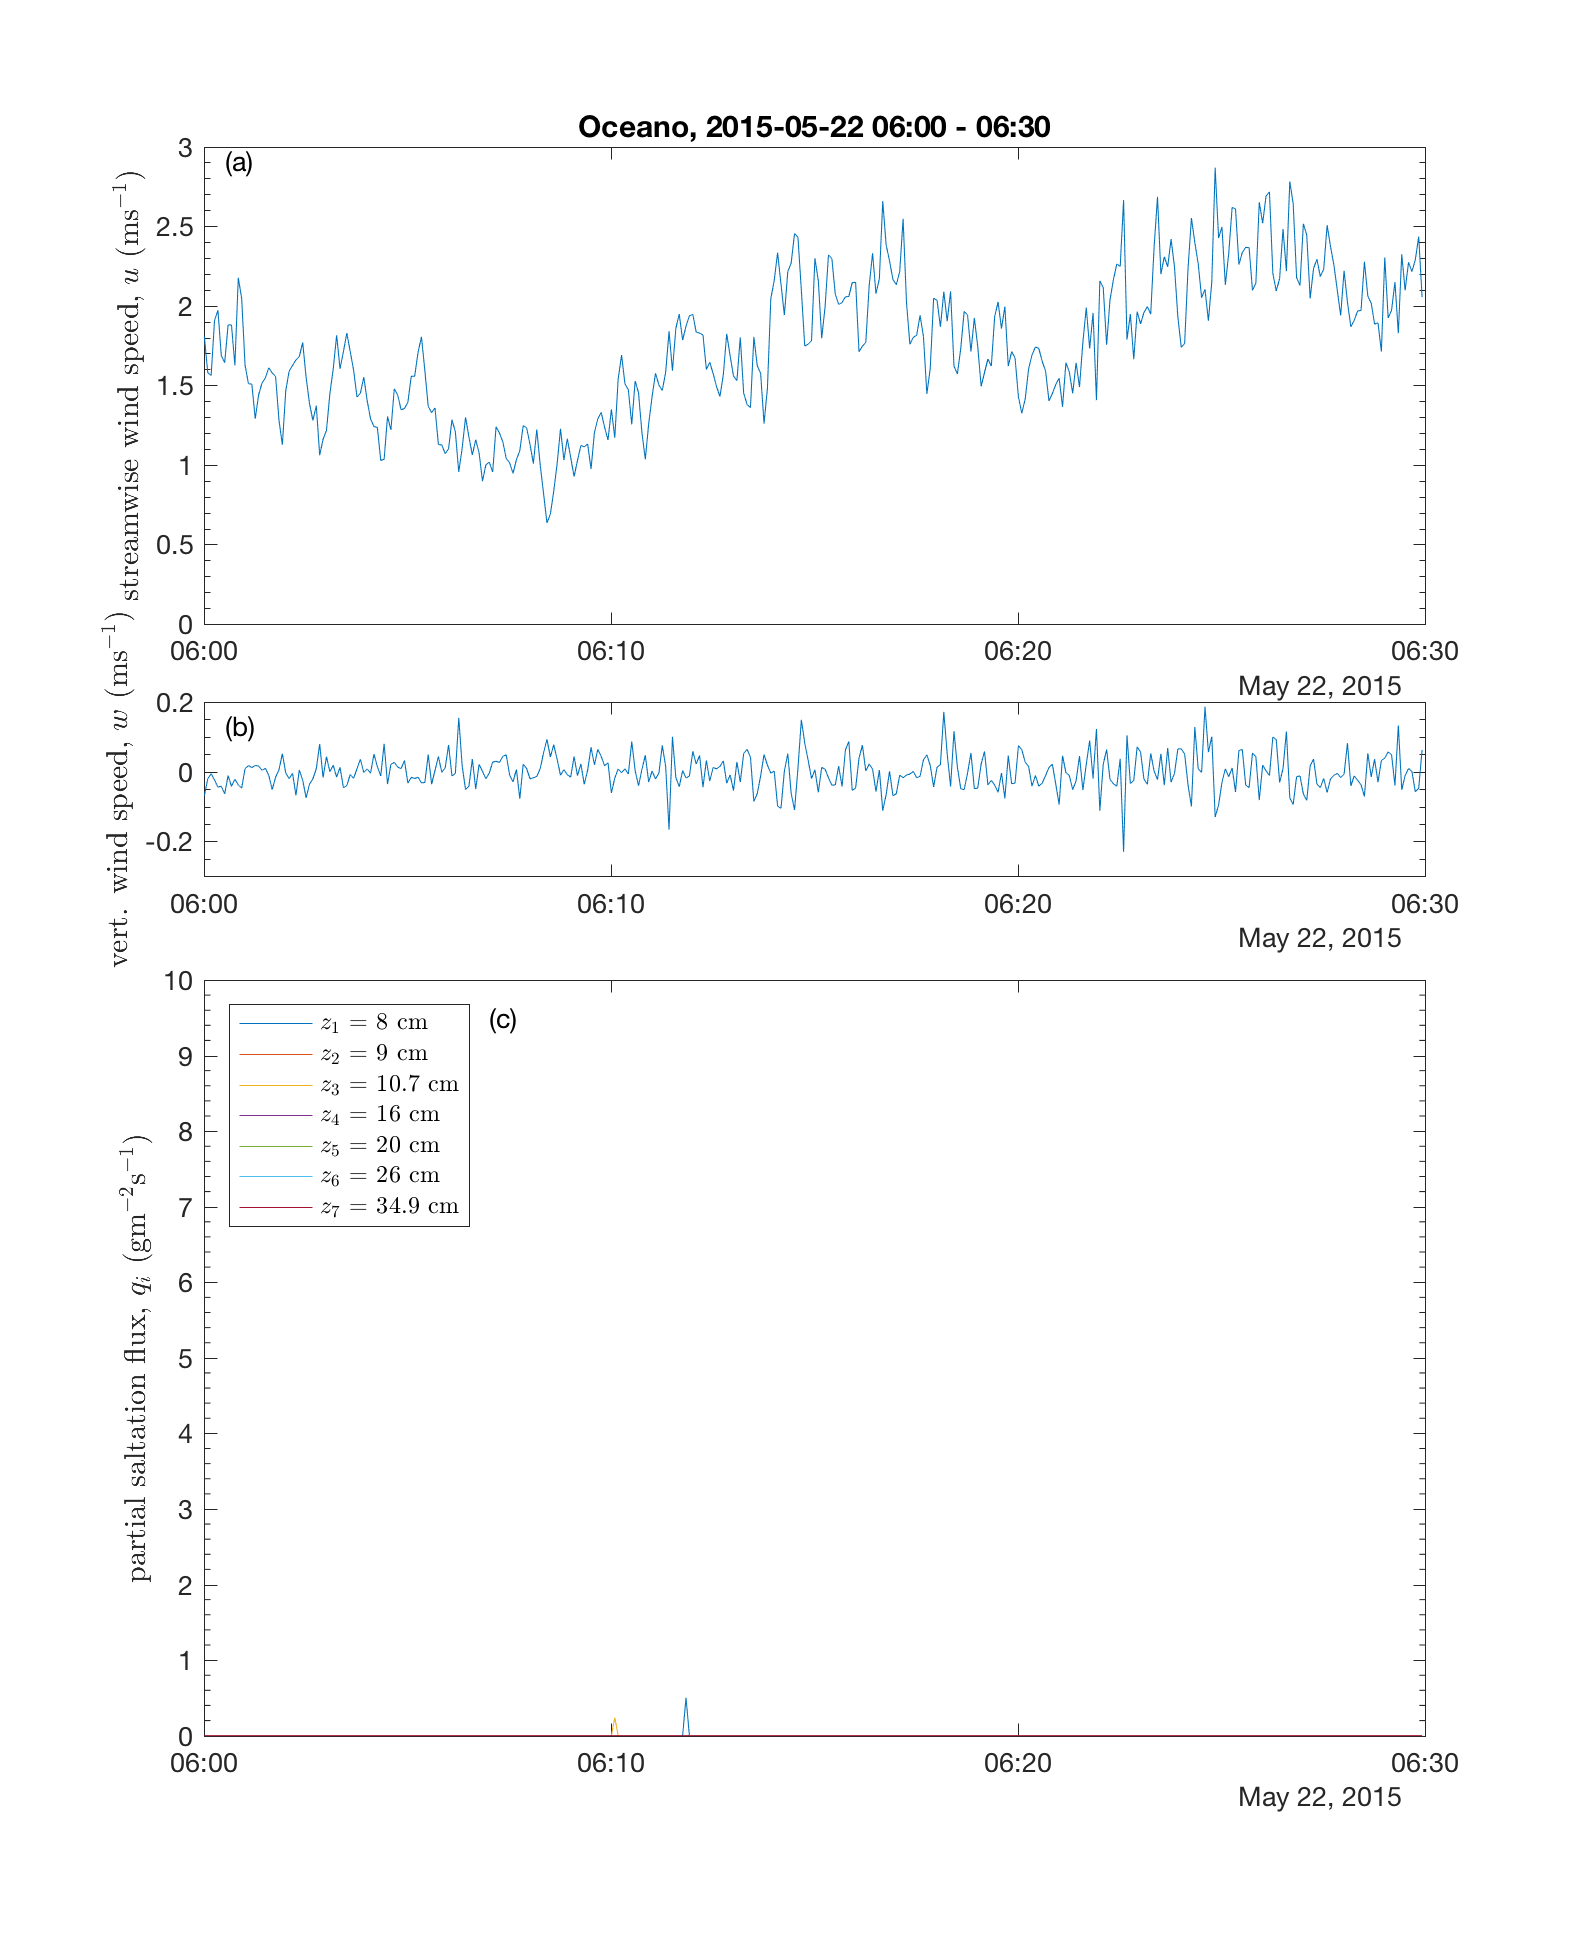 Oceano, 2015-05-22 06:00 - 06:30
(a)
streamwise wind speed, u (ms⁻¹)
3
2.5
2
1.5
1
0.5
0
06:00 06:10 06:20 06:30
May 22, 2015
(b)
vert. wind speed, w (ms⁻¹)
0.2
0
-0.2
06:00 06:10 06:20 06:30
May 22, 2015
(c)
partial saltation flux, qᵢ (gm⁻²s⁻¹)
10
9
8
7
6
5
4
3
2
1
0
z₁ = 8 cm
z₂ = 9 cm
z₃ = 10.7 cm
z₄ = 16 cm
z₅ = 20 cm
z₆ = 26 cm
z₇ = 34.9 cm
06:00 06:10 06:20 06:30
May 22, 2015